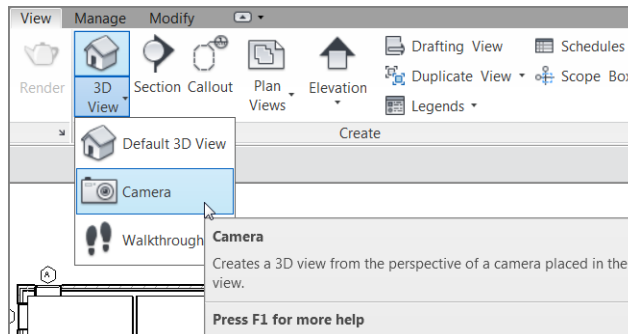 View Manage Modify
Render
3D View
Section
Callout
Plan Views
Elevation
Drafting View
Duplicate View
Legends
Schedules
Scope Box
Create
Default 3D View
Camera
Walkthrough
Camera
Creates a 3D view from the perspective of a camera placed in the
view.
Press F1 for more help
A